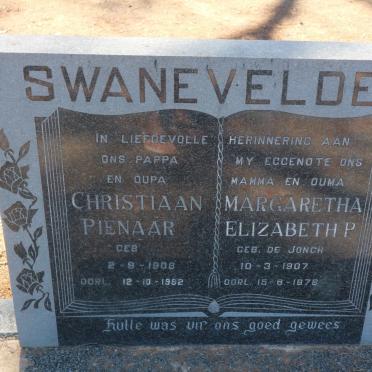 SWANEVELDE
IN LIEFDEVOLLE
ONS PAPPA
EN OUPA
CHRISTIAAN
PIENAAR
GEB
2-9-1908
OORL. 12-10-1982
HERINNERING AAN
MY EGGENOTE ONS
MAMMA EN OUMA
MARGARETHA
ELIZABETH P.
GEB. DE JONGH
10-3-1907
OORL. 15-8-1976
hulle was vir ons goed gewees